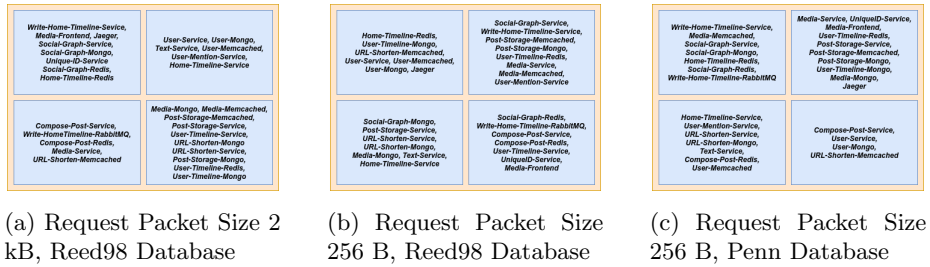 Write-Home-Timeline-Sevice,
Media-Frontend, Jaeger,
Social-Graph-Service,
Social-Graph-Mongo,
Unique-ID-Service
Social-Graph-Redis,
Home-Timeline-Redis
User-Service, User-Mongo,
Text-Service, User-Memcached,
User-Mention-Service,
Home-Timeline-Service
Compose-Post-Service,
Write-HomeTimeline-RabbitMQ,
Compose-Post-Redis,
Media-Service,
URL-Shorten-Memcached
Media-Mongo, Media-Memcached,
Post-Storage-Memcached,
Post-Storage-Service,
User-Timeline-Service,
URL-Shorten-Mongo
URL-Shorten-Service,
Post-Storage-Mongo,
User-Timeline-Redis,
User-Timeline-Mongo
(a) Request Packet Size 2
kB, Reed98 Database
Home-Timeline-Redis,
User-Timeline-Mongo,
URL-Shorten-Memcached,
User-Service, User-Memcached,
User-Mongo, Jaeger
Social-Graph-Service,
Write-Home-Timeline-Service,
Post-Storage-Memcached,
Post-Storage-Mongo,
User-Timeline-Redis,
Media-Service,
Media-Memcached,
User-Mention-Service
Social-Graph-Mongo,
Post-Storage-Service,
URL-Shorten-Service,
URL-Shorten-Mongo,
Media-Mongo, Text-Service,
Home-Timeline-Service
Social-Graph-Redis,
Write-HomeTimeline-RabbitMQ,
Compose-Post-Service,
Compose-Post-Redis,
User-Timeline-Service,
UniqueID-Service,
Media-Frontend
(b) Request Packet Size
256 B, Reed98 Database
Write-Home-Timeline-Service,
Media-Memcached,
Social-Graph-Service,
Social-Graph-Mongo,
Home-Timeline-Redis,
Social-Graph-Redis,
Write-HomeTimeline-RabbitMQ
Media-Service, UniqueID-Service,
Media-Frontend,
User-Timeline-Redis,
Post-Storage-Service,
Post-Storage-Memcached,
Post-Storage-Mongo,
User-Timeline-Mongo,
Media-Mongo,
Jaeger
Home-Timeline-Service,
User-Mention-Service,
URL-Shorten-Service,
URL-Shorten-Mongo,
Text-Service,
Compose-Post-Redis,
User-Memcached
Compose-Post-Service,
User-Service,
User-Mongo,
URL-Shorten-Memcached
(c) Request Packet Size
256 B, Penn Database